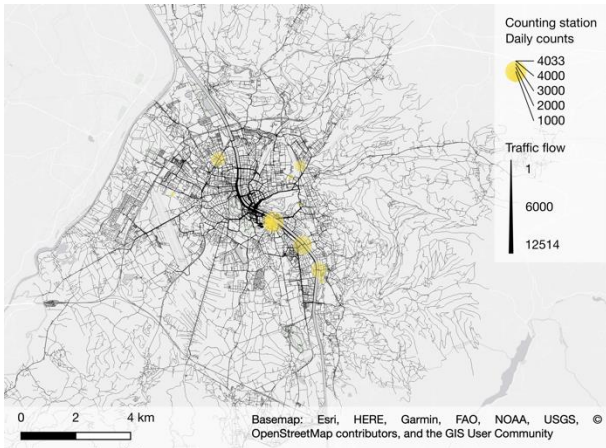 Counting station
Daily counts
4033
4000
3000
2000
1000
Traffic flow
1
6000
12514
0 2 4 km
Basemap: Esri, HERE, Garmin, FAO, NOAA, USGS, ©
OpenStreetMap contributors, and the GIS User Community